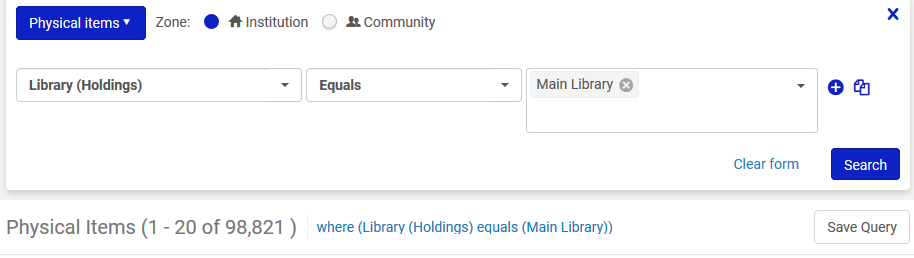 Physical items Zone: Institution Community
Library (Holdings) Equals Main Library
Clear form Search
Physical Items (1 - 20 of 98,821 ) where (Library (Holdings) equals (Main Library)) Save Query